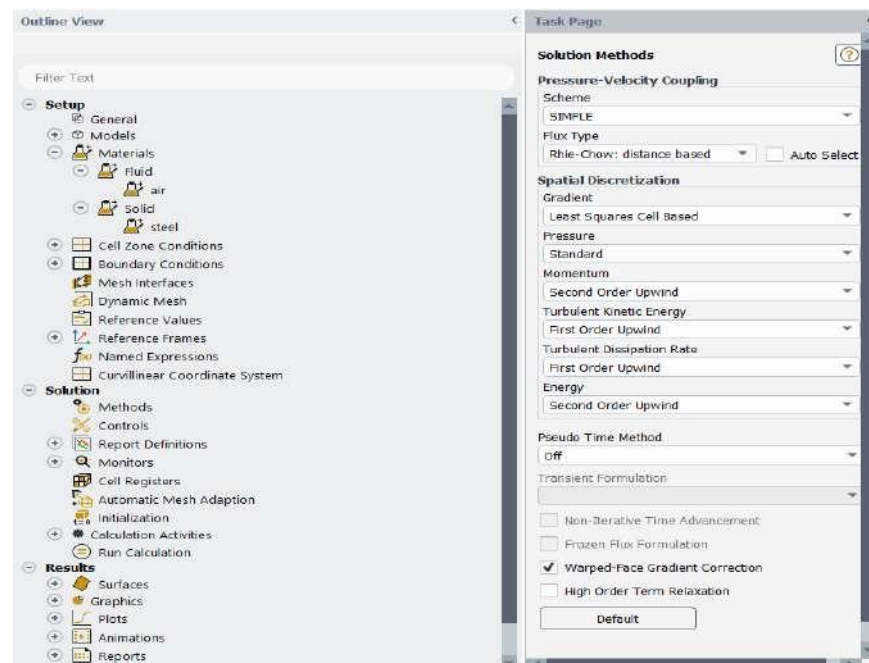 Outline View
Filter Text
Setup
General
Models
Materials
Fluid
air
Solid
steel
Cell Zone Conditions
Boundary Conditions
Mesh Interfaces
Dynamic Mesh
Reference Values
Reference Frames
Named Expressions
Curvillinear Coordinate System
Solution
Methods
Controls
Report Definitions
Monitors
Cell Registers
Automatic Mesh Adaption
Initialization
Calculation Activities
Run Calculation
Results
Surfaces
Graphics
Plots
Animations
Reports
Task Page
Solution Methods
Pressure-Velocity Coupling
Scheme
SIMPLE
Flux Type
Rhie-Chow: distance based Auto Select
Spatial Discretization
Gradient
Least Squares Cell Based
Pressure
Standard
Momentum
Second Order Upwind
Turbulent Kinetic Energy
First Order Upwind
Turbulent Dissipation Rate
First Order Upwind
Energy
Second Order Upwind
Pseudo Time Method
Off
Transient Formulation
Non-Iterative Time Advancement
Frozen Flux Formulation
Warped-Face Gradient Correction
High Order Term Relaxation
Default